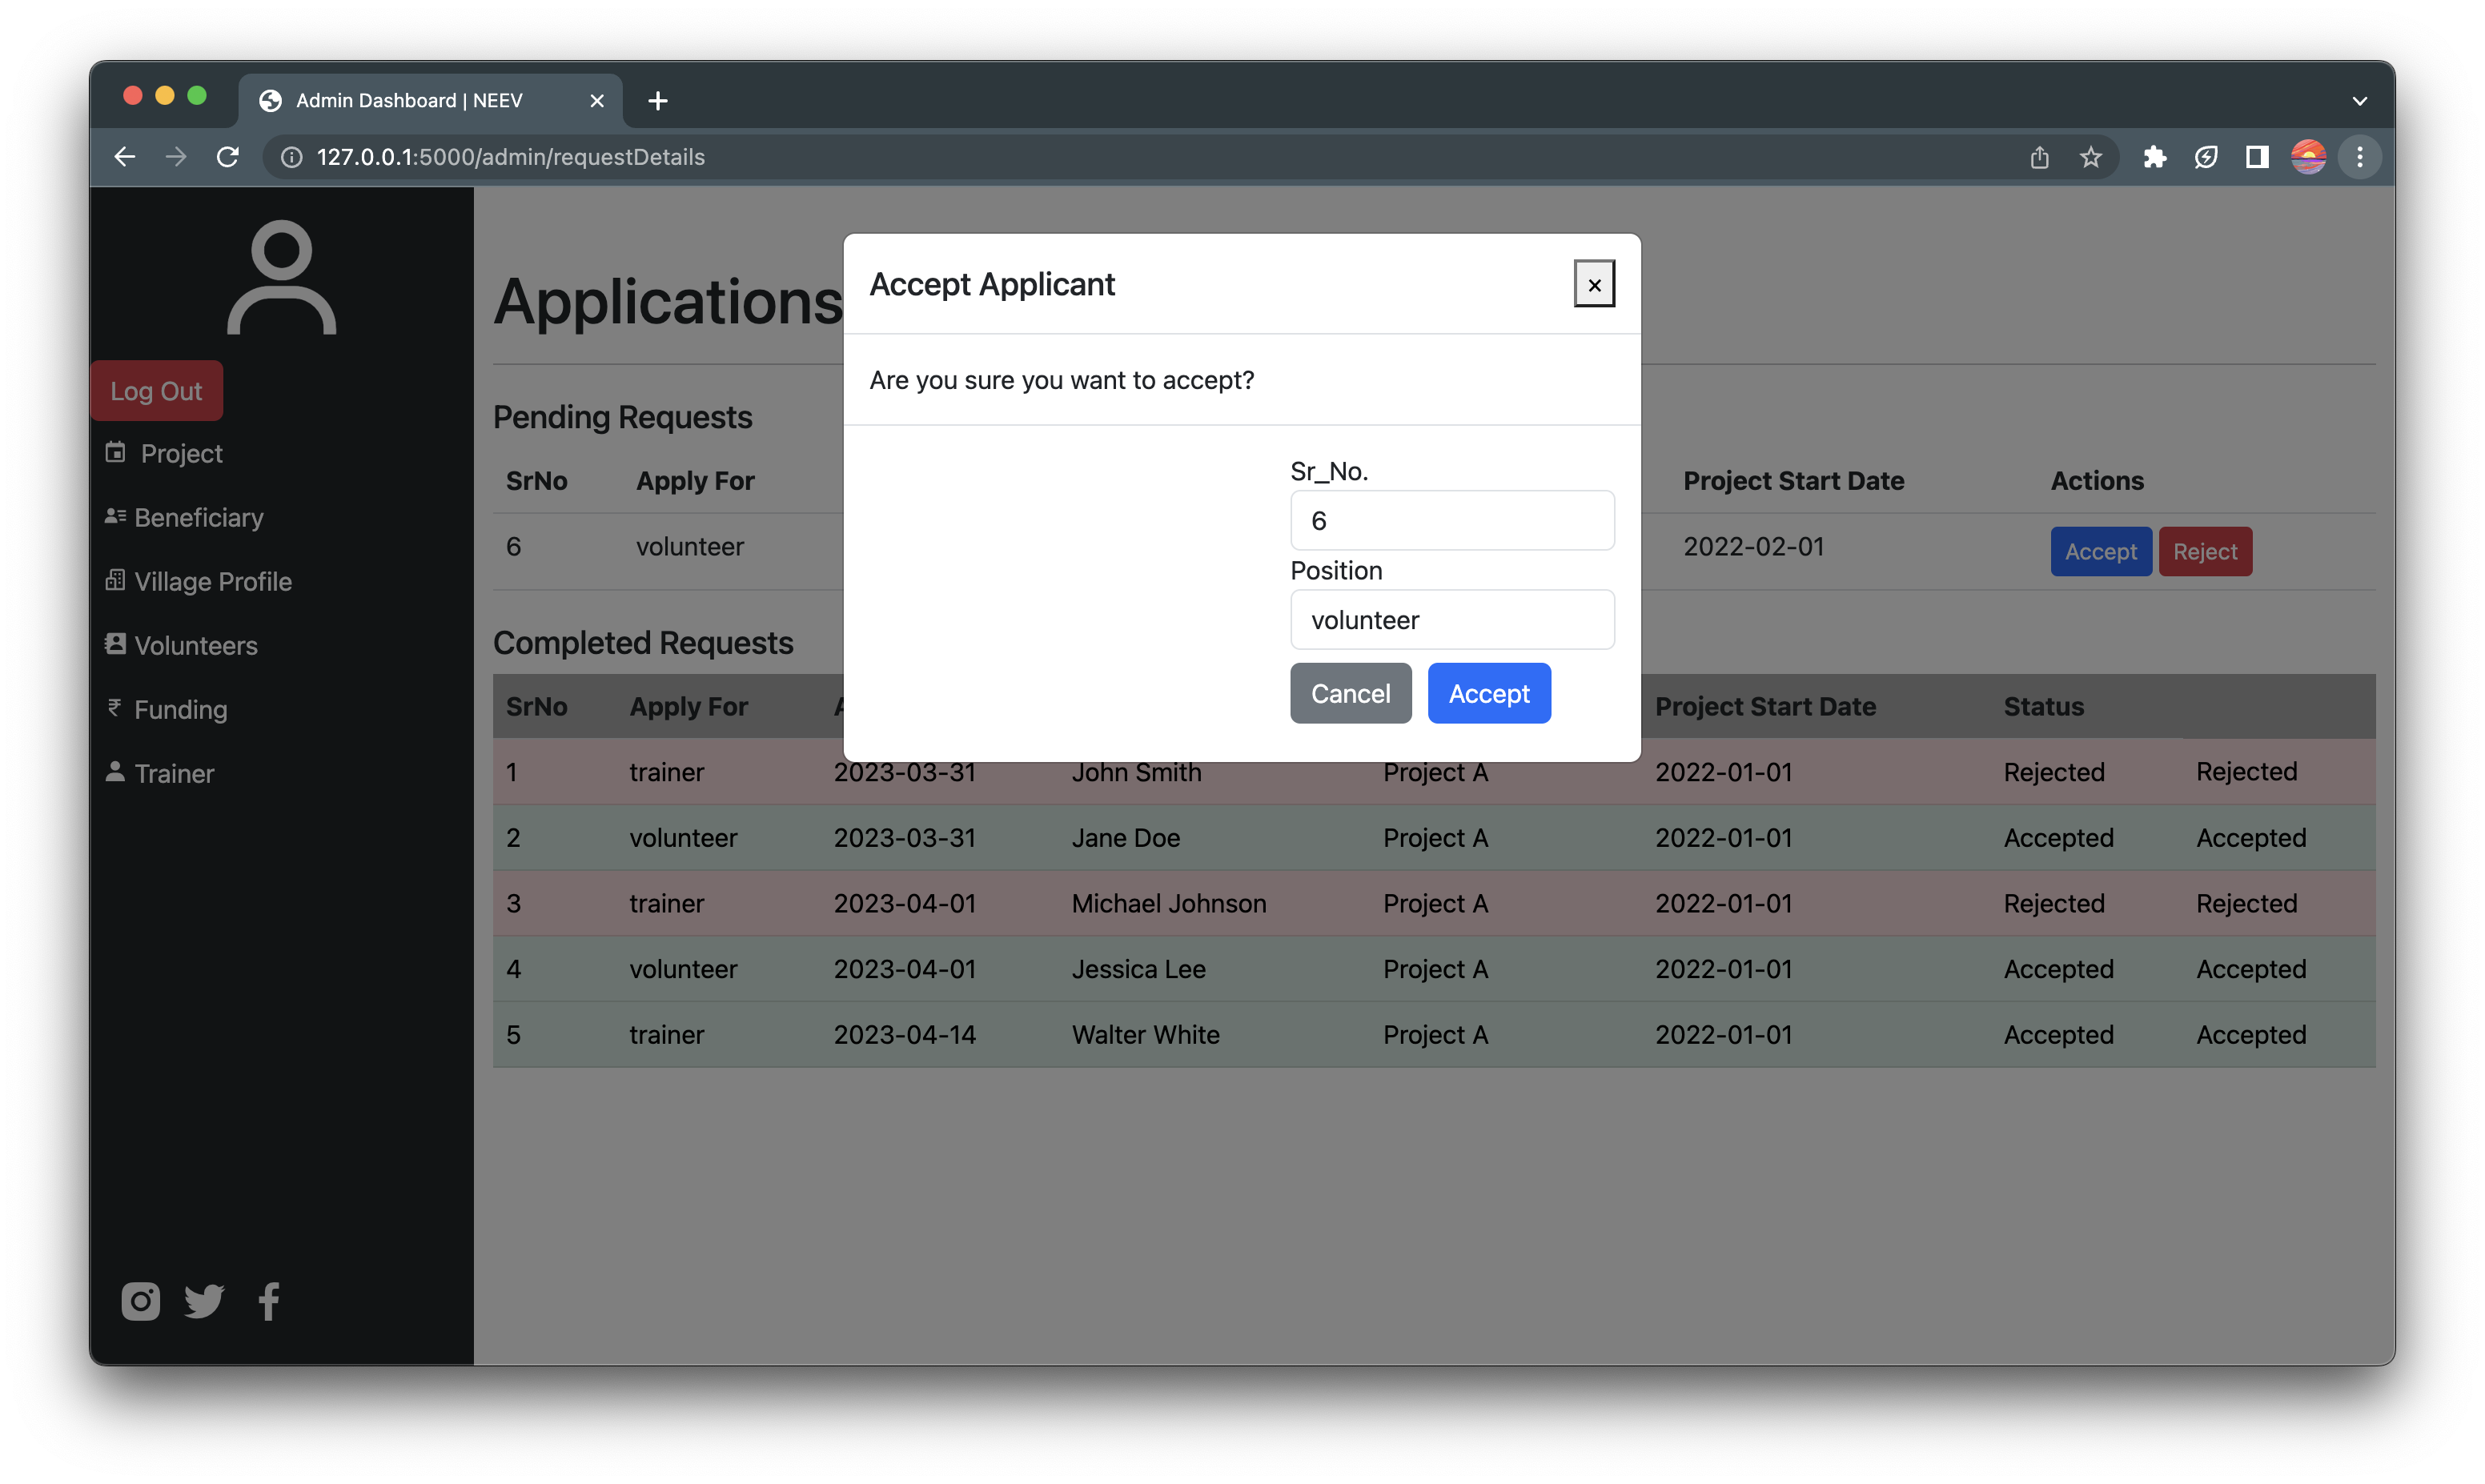 Admin Dashboard | NEEV
127.0.0.1:5000/admin/requestDetails
Log Out
Project
Beneficiary
Village Profile
Volunteers
Funding
Trainer
Applications
Accept Applicant
×
Are you sure you want to accept?
Sr_No.
6
Position
volunteer
Cancel Accept
Pending Requests
SrNo Apply For Project Start Date Actions
6 volunteer 2022-02-01 Accept Reject
Completed Requests
SrNo Apply For Project Start Date Status
1 trainer 2023-03-31 John Smith Project A 2022-01-01 Rejected Rejected
2 volunteer 2023-03-31 Jane Doe Project A 2022-01-01 Accepted Accepted
3 trainer 2023-04-01 Michael Johnson Project A 2022-01-01 Rejected Rejected
4 volunteer 2023-04-01 Jessica Lee Project A 2022-01-01 Accepted Accepted
5 trainer 2023-04-14 Walter White Project A 2022-01-01 Accepted Accepted